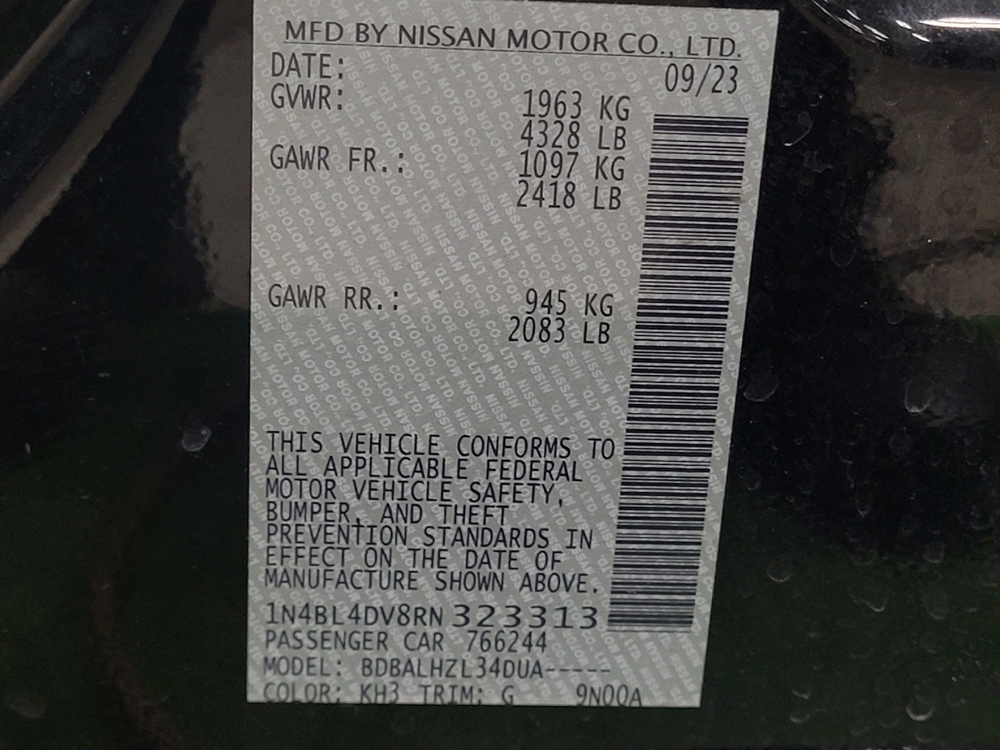 MFD BY NISSAN MOTOR CO., LTD.
DATE: 09/23
GVWR: 1963 KG
4328 LB
GAWR FR.: 1097 KG
2418 LB
GAWR RR.: 945 KG
2083 LB
THIS VEHICLE CONFORMS TO
ALL APPLICABLE FEDERAL
MOTOR VEHICLE SAFETY,
BUMPER, AND THEFT
PREVENTION STANDARDS IN
EFFECT ON THE DATE OF
MANUFACTURE SHOWN ABOVE.
1N4BL4DV8RN323313
PASSENGER CAR 766244
MODEL: BDBALHZL34DUA-----
COLOR: KH3 TRIM: G 9N00A